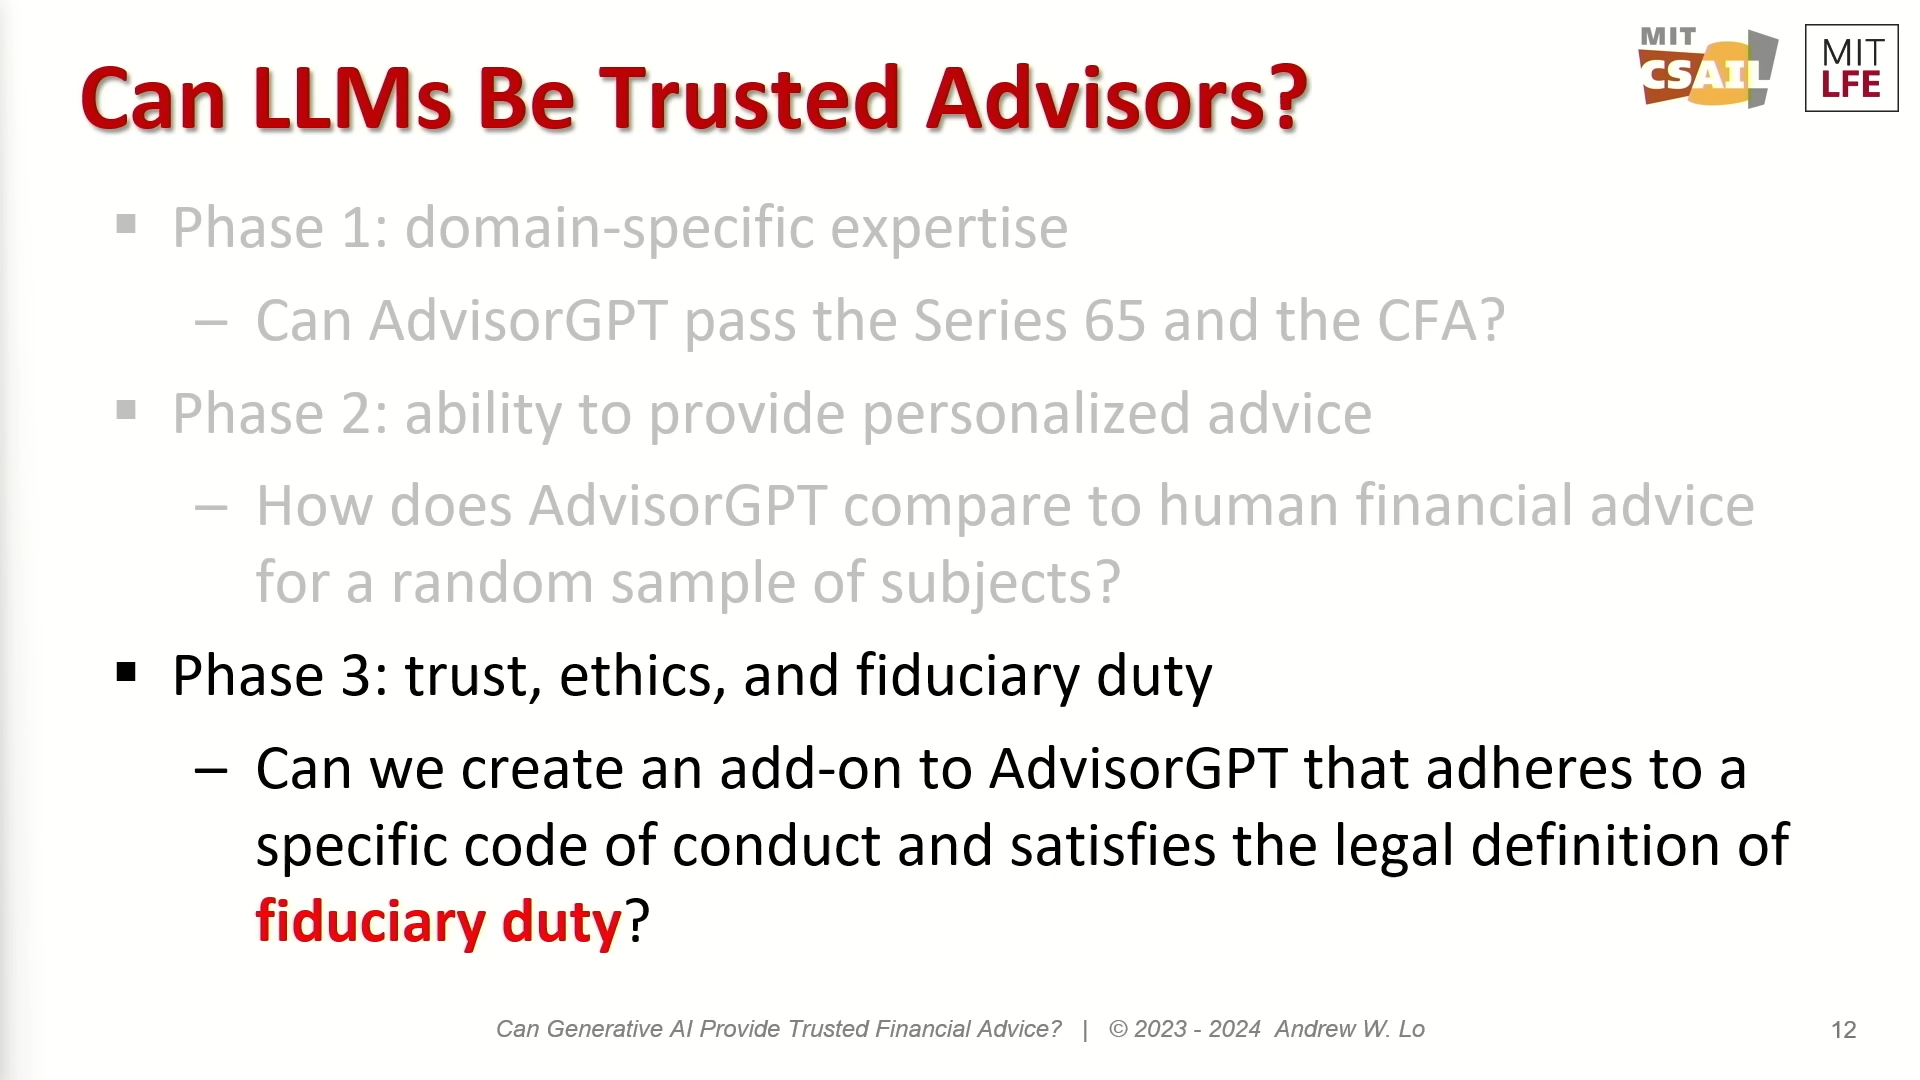 Can LLMs Be Trusted Advisors?
MIT
CSAIL
MIT
LFE
▪ Phase 1: domain-specific expertise
– Can AdvisorGPT pass the Series 65 and the CFA?
▪ Phase 2: ability to provide personalized advice
– How does AdvisorGPT compare to human financial advice
for a random sample of subjects?
▪ Phase 3: trust, ethics, and fiduciary duty
– Can we create an add-on to AdvisorGPT that adheres to a
specific code of conduct and satisfies the legal definition of
fiduciary duty?
Can Generative AI Provide Trusted Financial Advice? | © 2023 - 2024 Andrew W. Lo
12